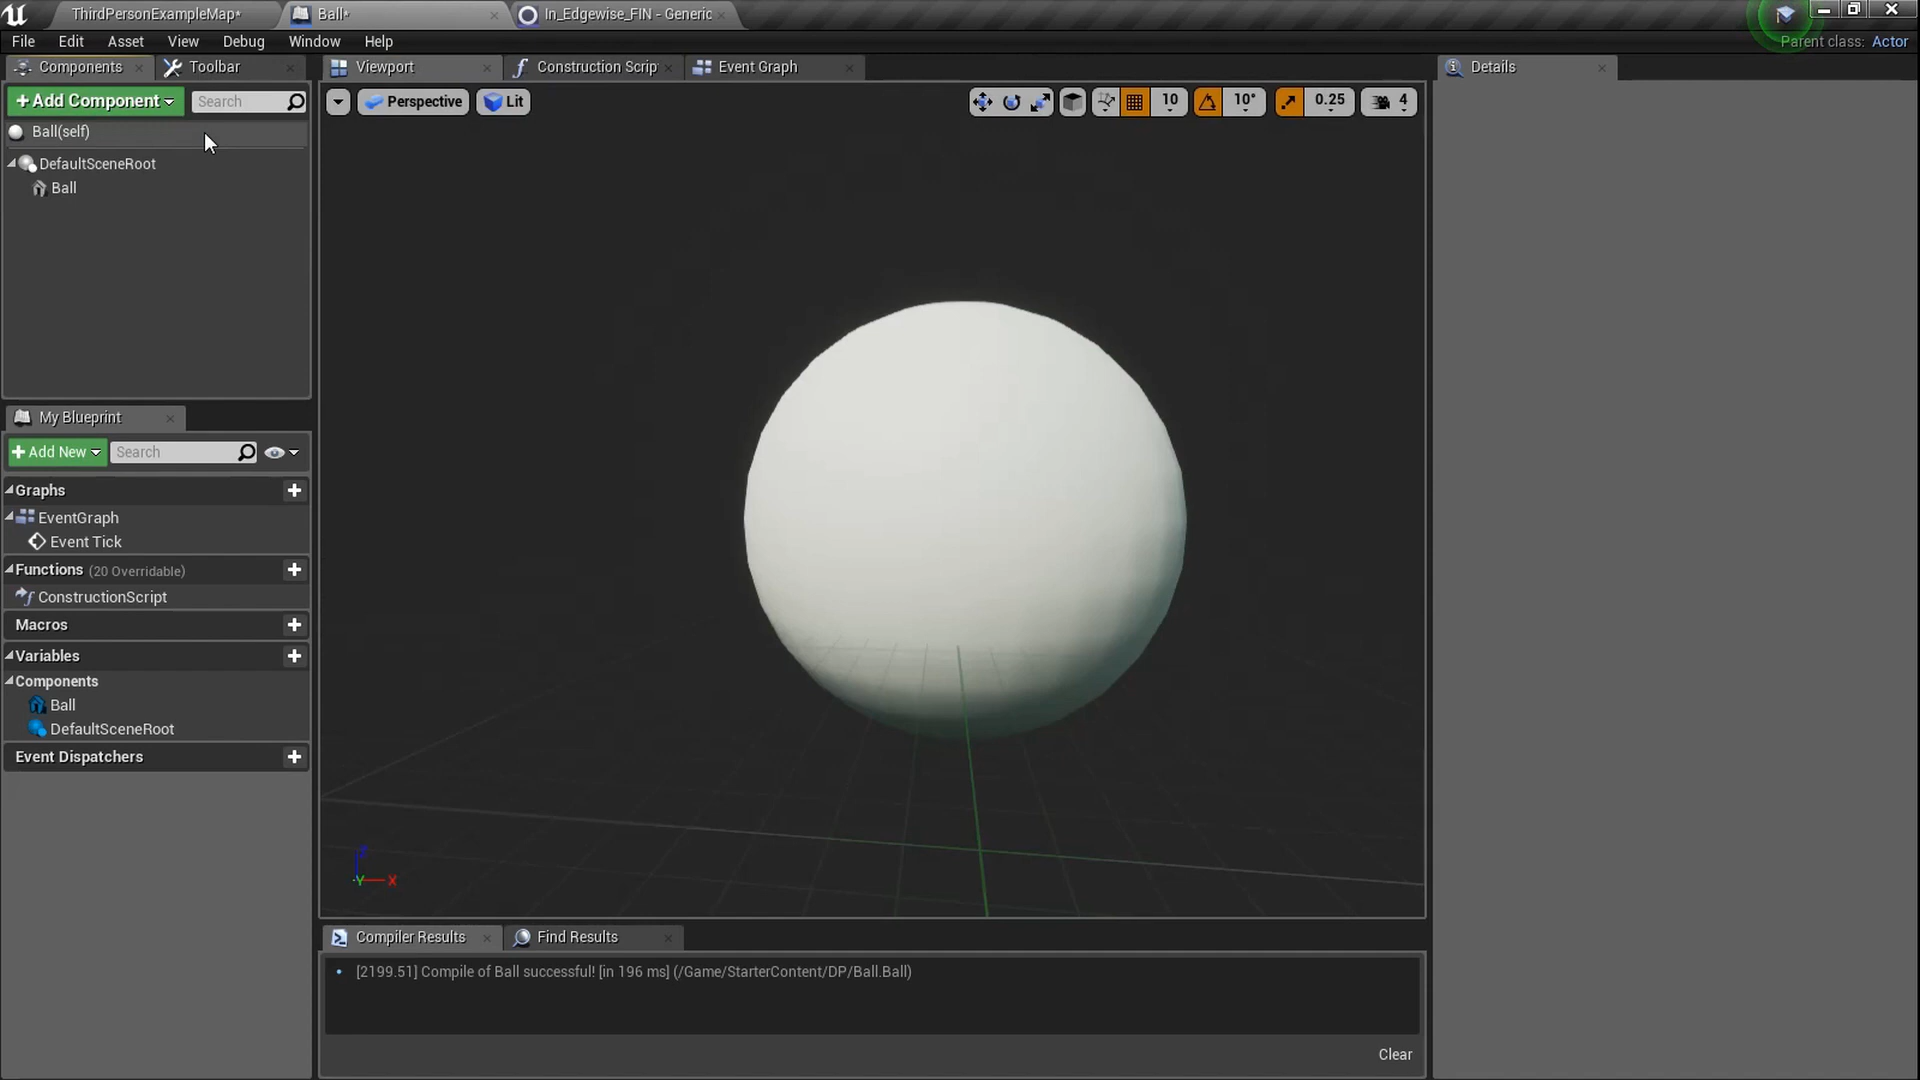 ThirdPersonExampleMap*
Ball*
In_Edgewise_FIN - Generic
File Edit Asset View Debug Window Help
Parent class: Actor
Components
Toolbar
Viewport
Construction Scrip
Event Graph
Details
+ Add Component
Search
Perspective
Lit
10
10°
0.25
4
Ball(self)
DefaultSceneRoot
Ball
My Blueprint
+ Add New
Search
Graphs
EventGraph
Event Tick
Functions (20 Overridable)
ConstructionScript
Macros
Variables
Components
Ball
DefaultSceneRoot
Event Dispatchers
Z
Y
X
Compiler Results
Find Results
[2199.51] Compile of Ball successful! [in 196 ms] (/Game/StarterContent/DP/Ball.Ball)
Clear